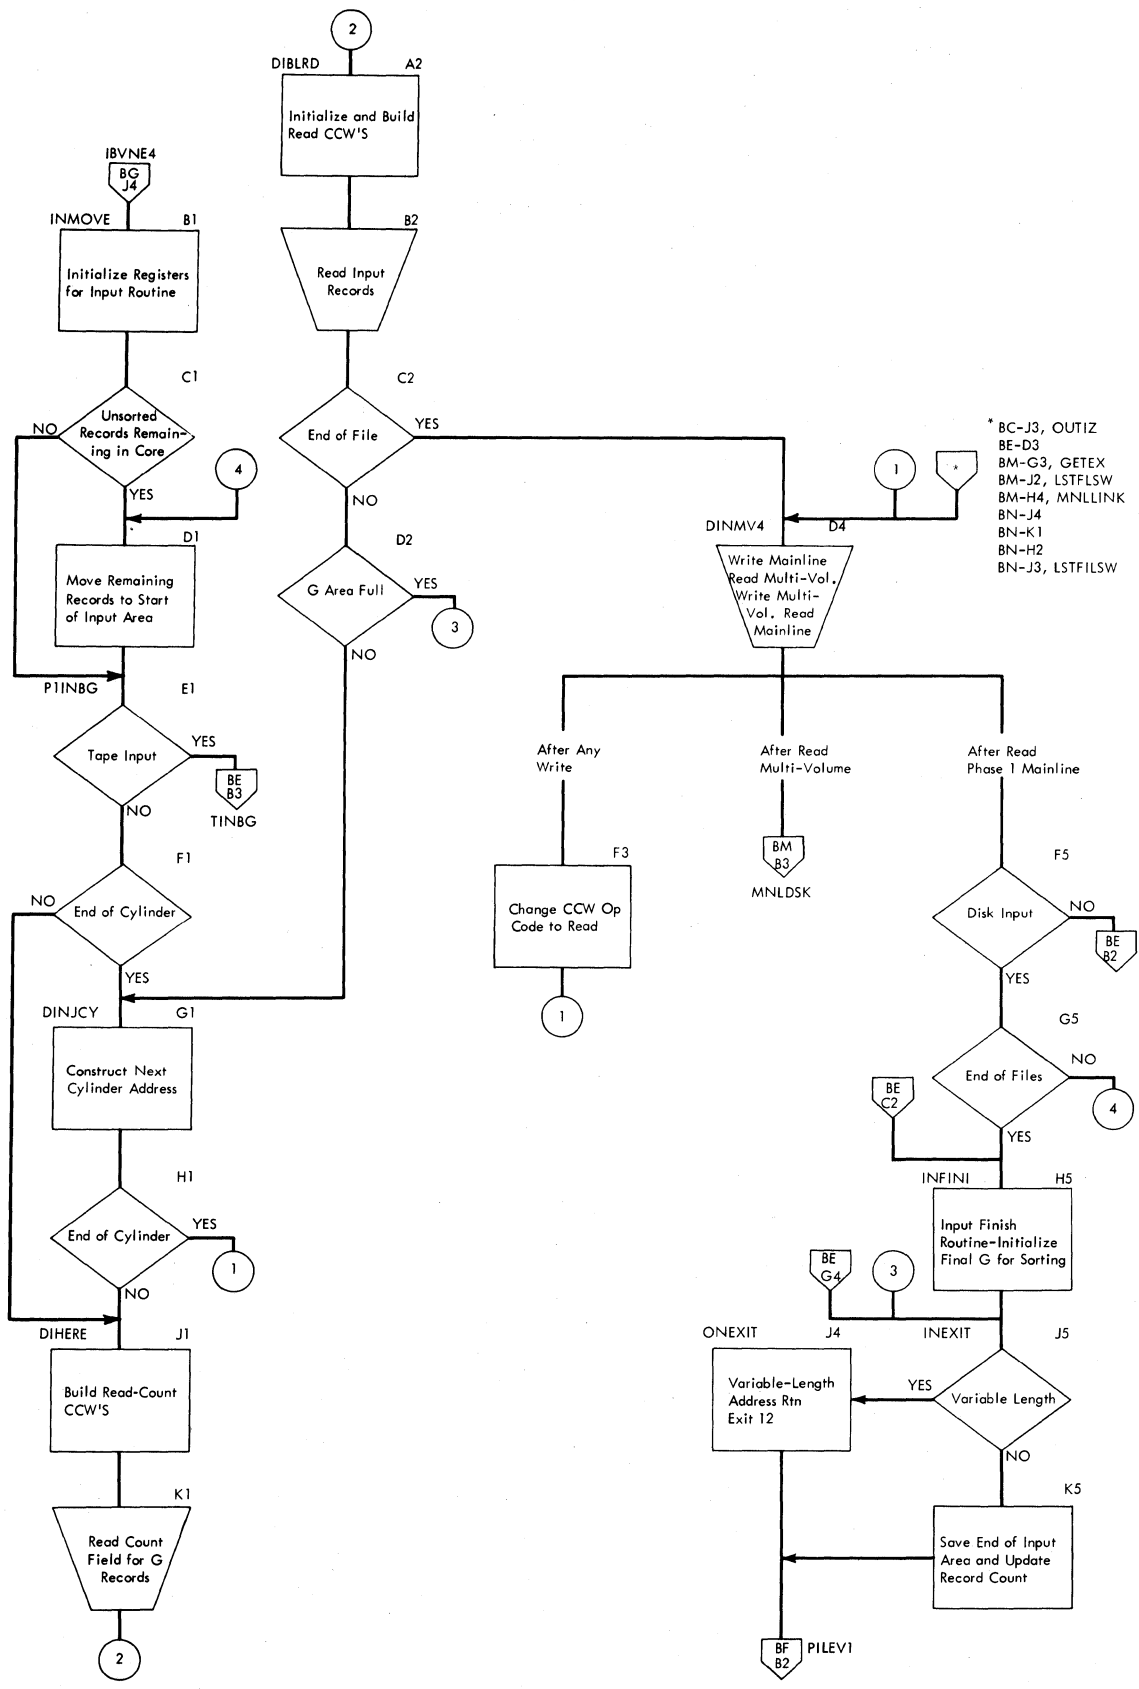 2
DIBLRD A2
Initialize and Build
Read CCW'S
IBVNE4
BG
J4
INMOVE B1
Initialize Registers
for Input Routine
B2
Read Input
Records
C1
Unsorted
Records Remain-
ing in Core
NO
YES
4
C2
End of File
YES
NO
D1
Move Remaining
Records to Start
of Input Area
D2
G Area Full
YES
3
NO
P1INBG E1
Tape Input
YES
BE
B3
TINBG
NO
F1
End of Cylinder
NO
YES
DINJCY G1
Construct Next
Cylinder Address
H1
End of Cylinder
YES
1
NO
DIHERE J1
Build Read-Count
CCW'S
K1
Read Count
Field for G
Records
2
1
*
* BC-J3, OUTIZ
BE-D3
BM-G3, GETEX
BM-J2, LSTFLSW
BM-H4, MNLLINK
BN-J4
BN-K1
BN-H2
BN-J3, LSTFILSW
DINMV4 D4
Write Mainline
Read Multi-Vol.
Write Multi-
Vol. Read
Mainline
After Any
Write
After Read
Multi-Volume
After Read
Phase 1 Mainline
F3
Change CCW Op
Code to Read
1
BM
B3
MNLDSK
F5
Disk Input
NO
BE
B2
YES
G5
End of Files
NO
4
YES
BE
C2
INFINI H5
Input Finish
Routine-Initialize
Final G for Sorting
BE
G4
3
ONEXIT J4
Variable-Length
Address Rtn
Exit 12
INEXIT J5
Variable Length
YES
NO
K5
Save End of Input
Area and Update
Record Count
BF
B2
PILEV1